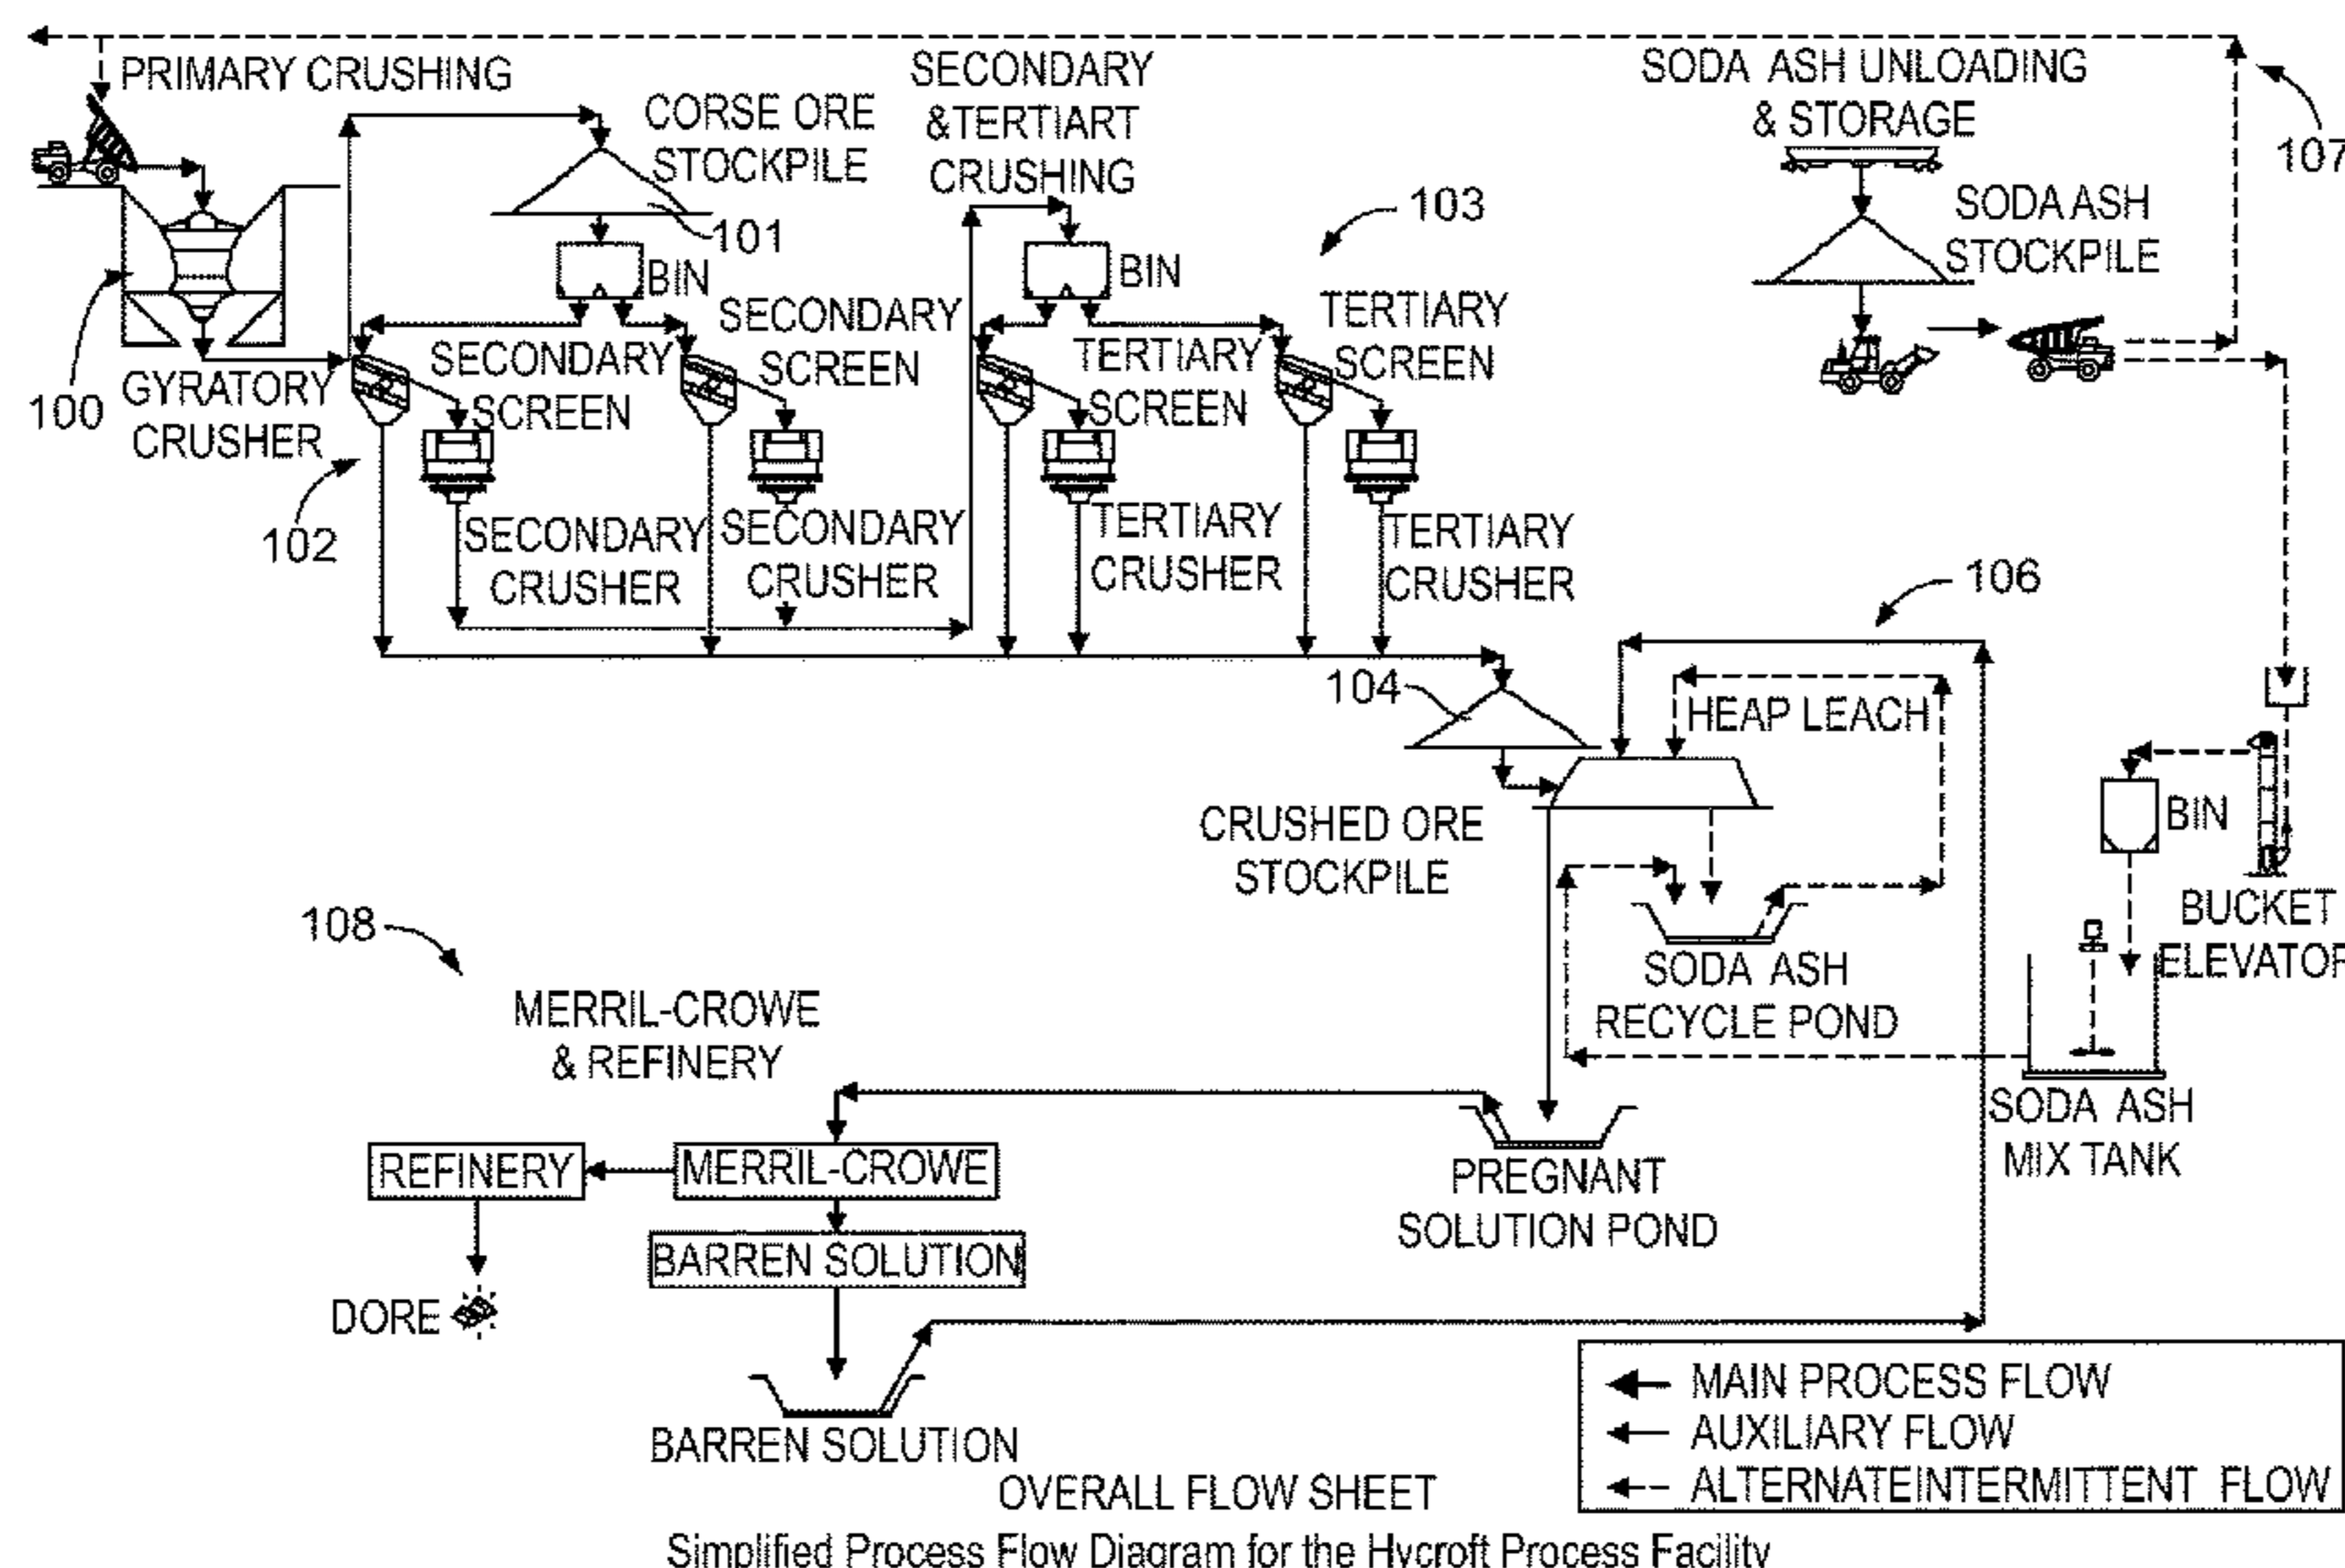 PRIMARY CRUSHING
CORSE ORE
STOCKPILE
SECONDARY
&TERTIART
CRUSHING
SODA ASH UNLOADING
& STORAGE
107
101
103
SODA ASH
STOCKPILE
BIN
BIN
100
GYRATORY
CRUSHER
SECONDARY
SCREEN
SECONDARY
SCREEN
TERTIARY
SCREEN
TERTIARY
SCREEN
102
SECONDARY
CRUSHER
SECONDARY
CRUSHER
TERTIARY
CRUSHER
TERTIARY
CRUSHER
106
104
HEAP LEACH
CRUSHED ORE
STOCKPILE
BIN
BUCKET
ELEVATOR
108
SODA ASH
RECYCLE POND
MERRIL-CROWE
& REFINERY
SODA ASH
MIX TANK
REFINERY
MERRIL-CROWE
PREGNANT
SOLUTION POND
BARREN SOLUTION
DORE
BARREN SOLUTION
MAIN PROCESS FLOW
AUXILIARY FLOW
ALTERNATEINTERMITTENT FLOW
OVERALL FLOW SHEET
Simplified Process Flow Diagram for the Hycroft Process Facility